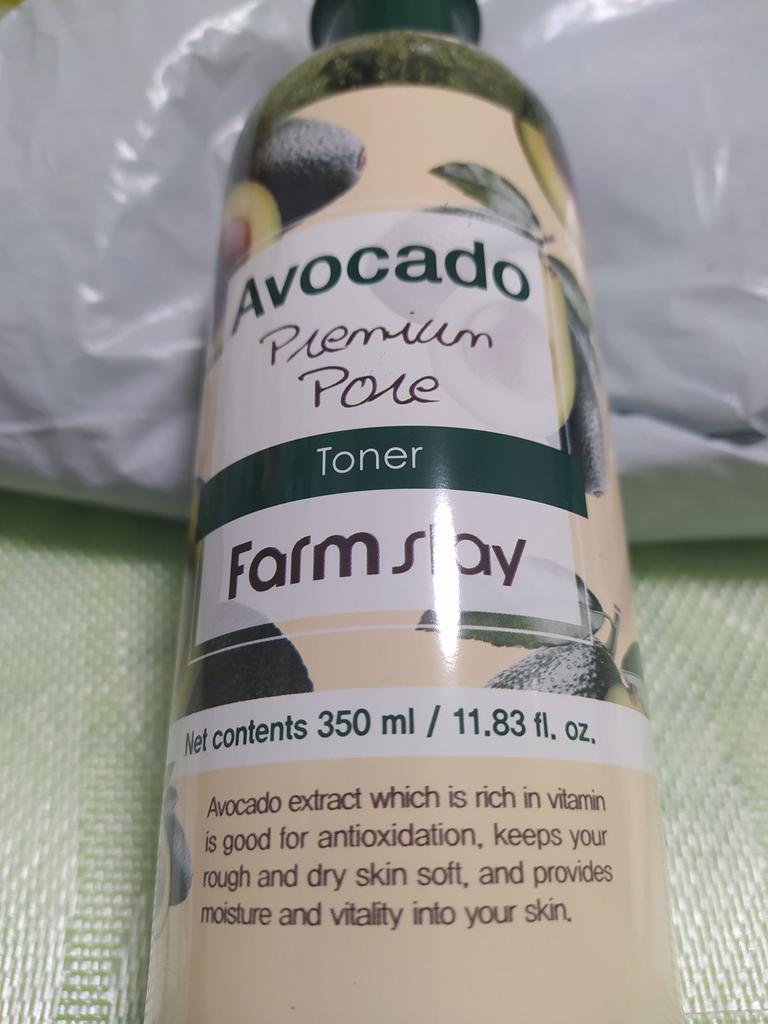 Avocado
Premium
Pore
Toner
Farm stay
Net contents 350 ml / 11.83 fl. oz.
Avocado extract which is rich in vitamin
is good for antioxidation, keeps your
rough and dry skin soft, and provides
moisture and vitality into your skin.